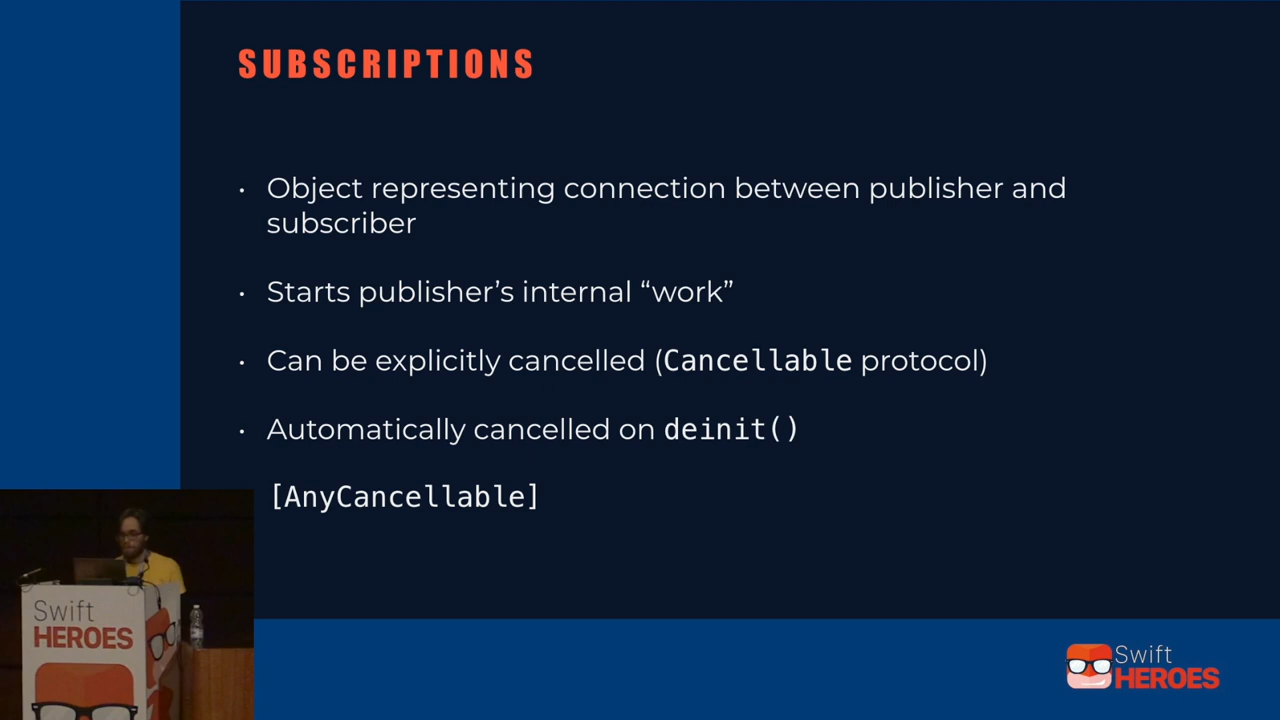 SUBSCRIPTIONS
• Object representing connection between publisher and
subscriber
• Starts publisher’s internal “work”
• Can be explicitly cancelled (Cancellable protocol)
• Automatically cancelled on deinit()
[AnyCancellable]
Swift
HEROES
Swift
HEROES